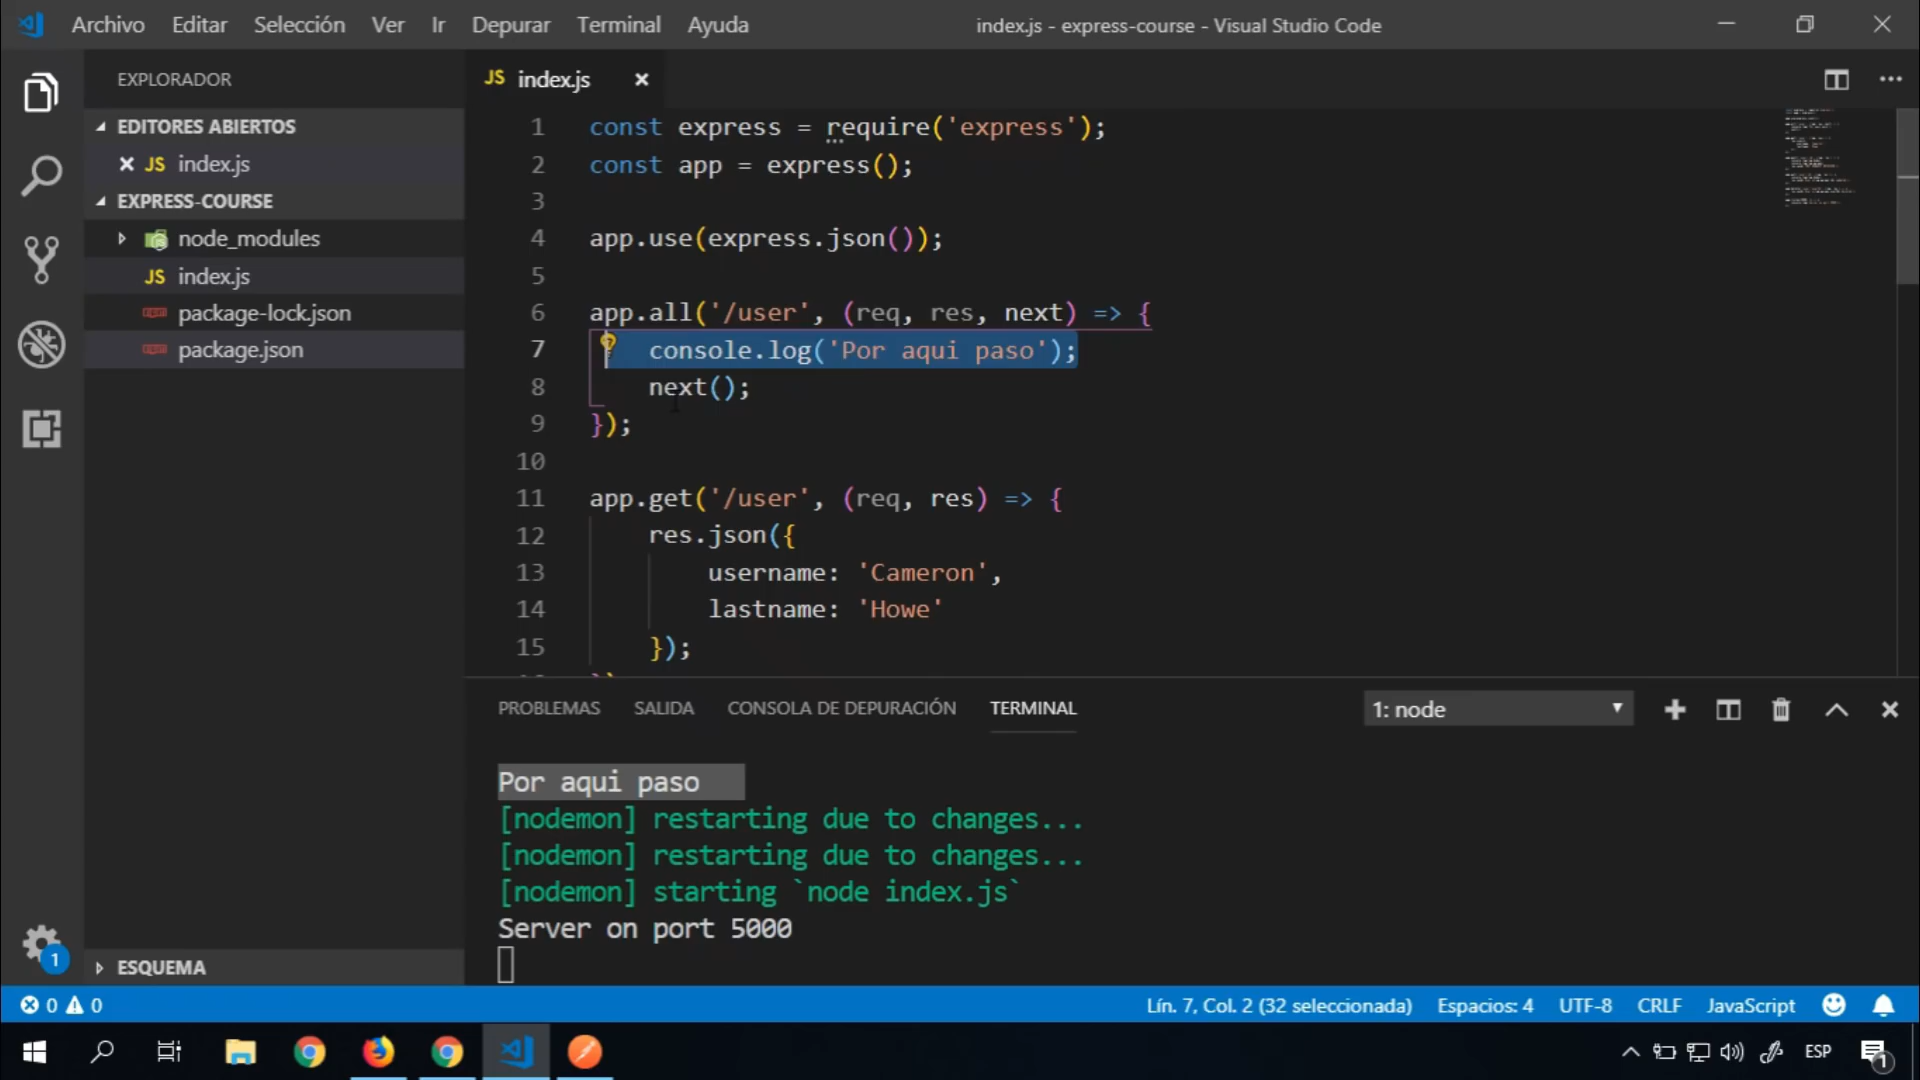 Archivo Editar Selección Ver Ir Depurar Terminal Ayuda index.js - express-course - Visual Studio Code
EXPLORADOR
EDITORES ABIERTOS
JS index.js
EXPRESS-COURSE
node_modules
JS index.js
package-lock.json
package.json
ESQUEMA
1
JS index.js
1 const express = require('express');
2 const app = express();
3
4 app.use(express.json());
5
6 app.all('/user', (req, res, next) => {
7 console.log('Por aqui paso');
8 next();
9 });
10
11 app.get('/user', (req, res) => {
12 res.json({
13 username: 'Cameron',
14 lastname: 'Howe'
15 });
PROBLEMAS SALIDA CONSOLA DE DEPURACIÓN TERMINAL 1: node
Por aqui paso
[nodemon] restarting due to changes...
[nodemon] restarting due to changes...
[nodemon] starting `node index.js`
Server on port 5000
0 0 Lín. 7, Col. 2 (32 seleccionada) Espacios: 4 UTF-8 CRLF JavaScript
ESP 1